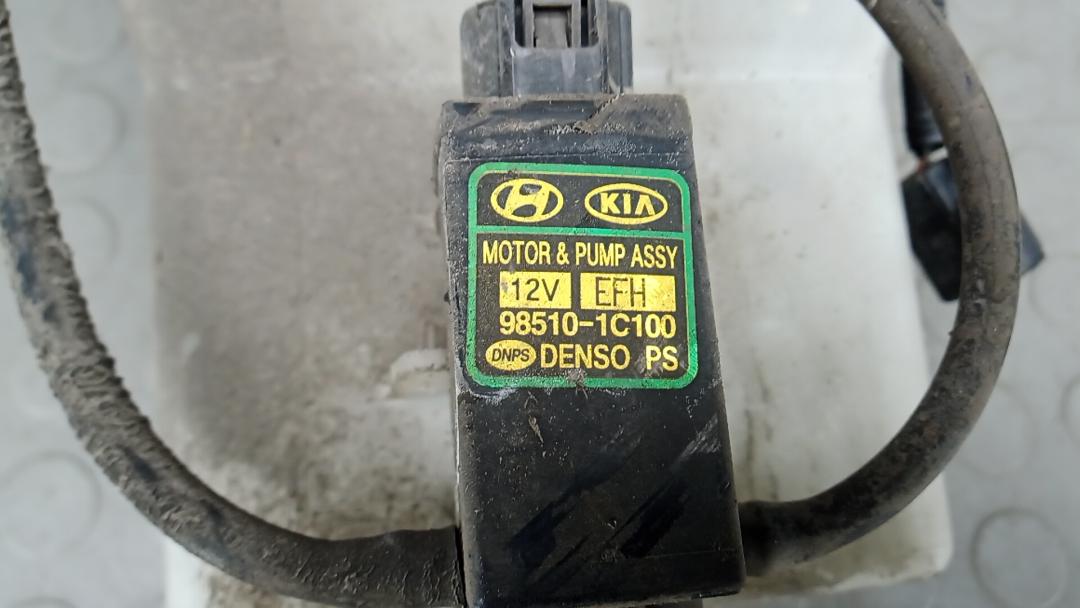 KIA
MOTOR & PUMP ASSY
12V EFH
98510-1C100
DNPS DENSO PS